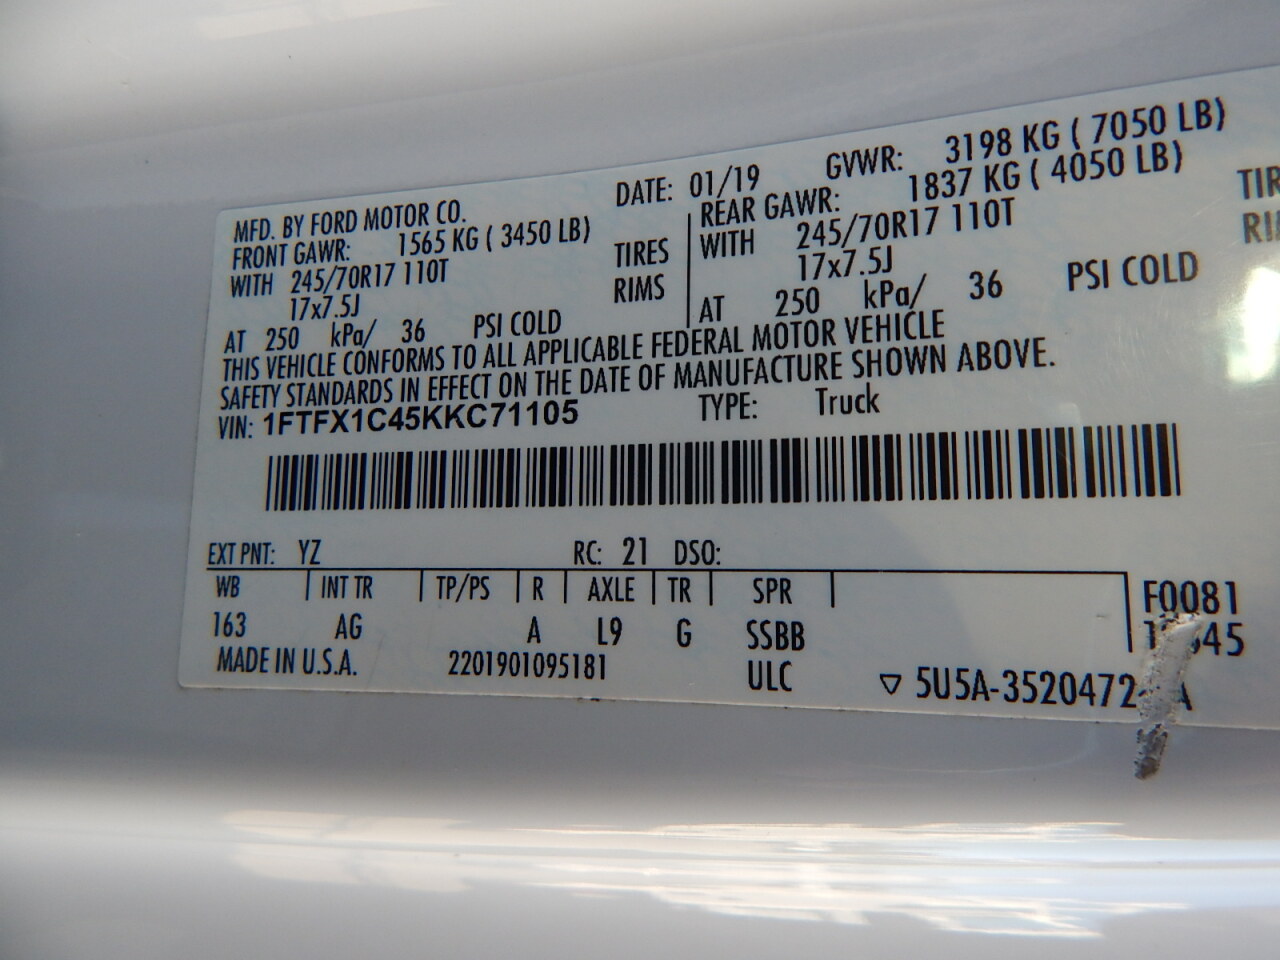 MFD. BY FORD MOTOR CO. DATE: 01/19 GVWR: 3198 KG ( 7050 LB)
FRONT GAWR: 1565 KG ( 3450 LB) REAR GAWR: 1837 KG ( 4050 LB)
WITH 245/70R17 110T TIRES WITH 245/70R17 110T TIR
17x7.5J RIMS 17x7.5J RI
AT 250 kPa/ 36 PSI COLD AT 250 kPa/ 36 PSI COLD
THIS VEHICLE CONFORMS TO ALL APPLICABLE FEDERAL MOTOR VEHICLE
SAFETY STANDARDS IN EFFECT ON THE DATE OF MANUFACTURE SHOWN ABOVE.
VIN: 1FTFX1C45KKC71105 TYPE: Truck
EXT PNT: YZ RC: 21 DSO:
WB INT TR TP/PS R AXLE TR SPR F0081
163 AG A L9 G SSBB
MADE IN U.S.A. 2201901095181 ULC 5U5A-3520472